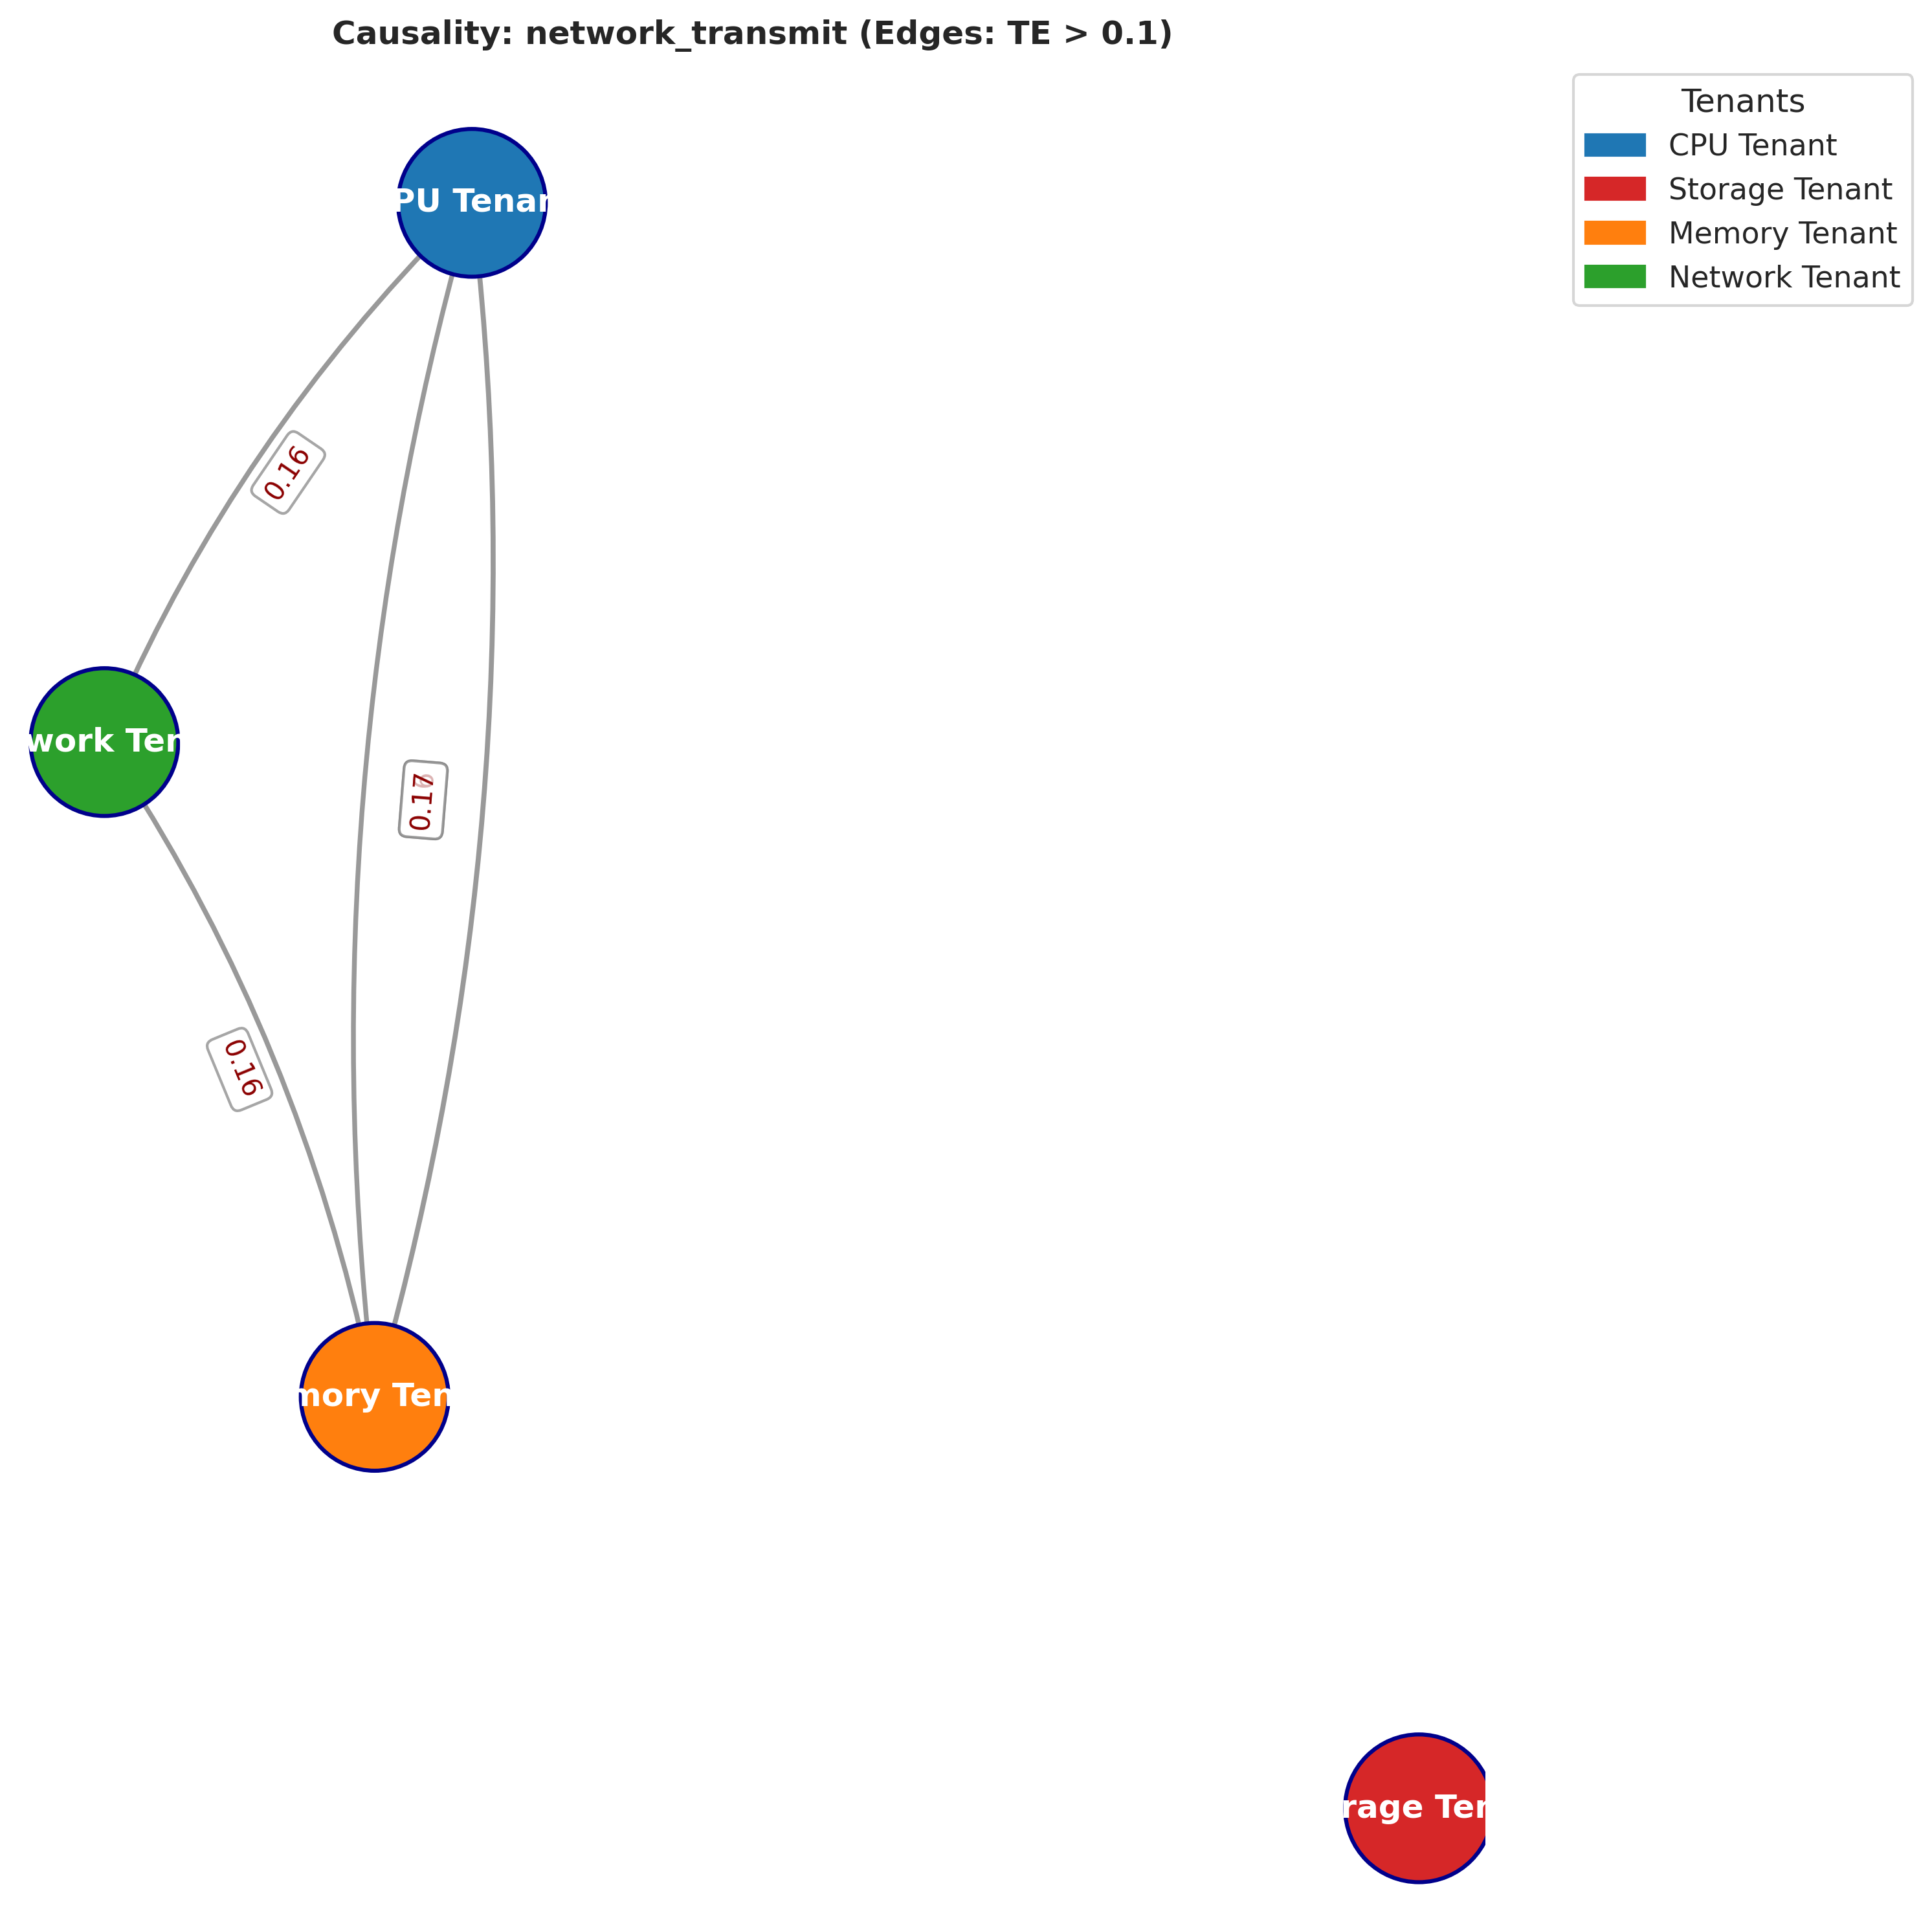 Causality: network_transmit (Edges: TE > 0.1)
Tenants
CPU Tenant
Storage Tenant
Memory Tenant
Network Tenant
PU Tenan
0.16
work Ten
0.17
0.16
mory Ten
rage Ten